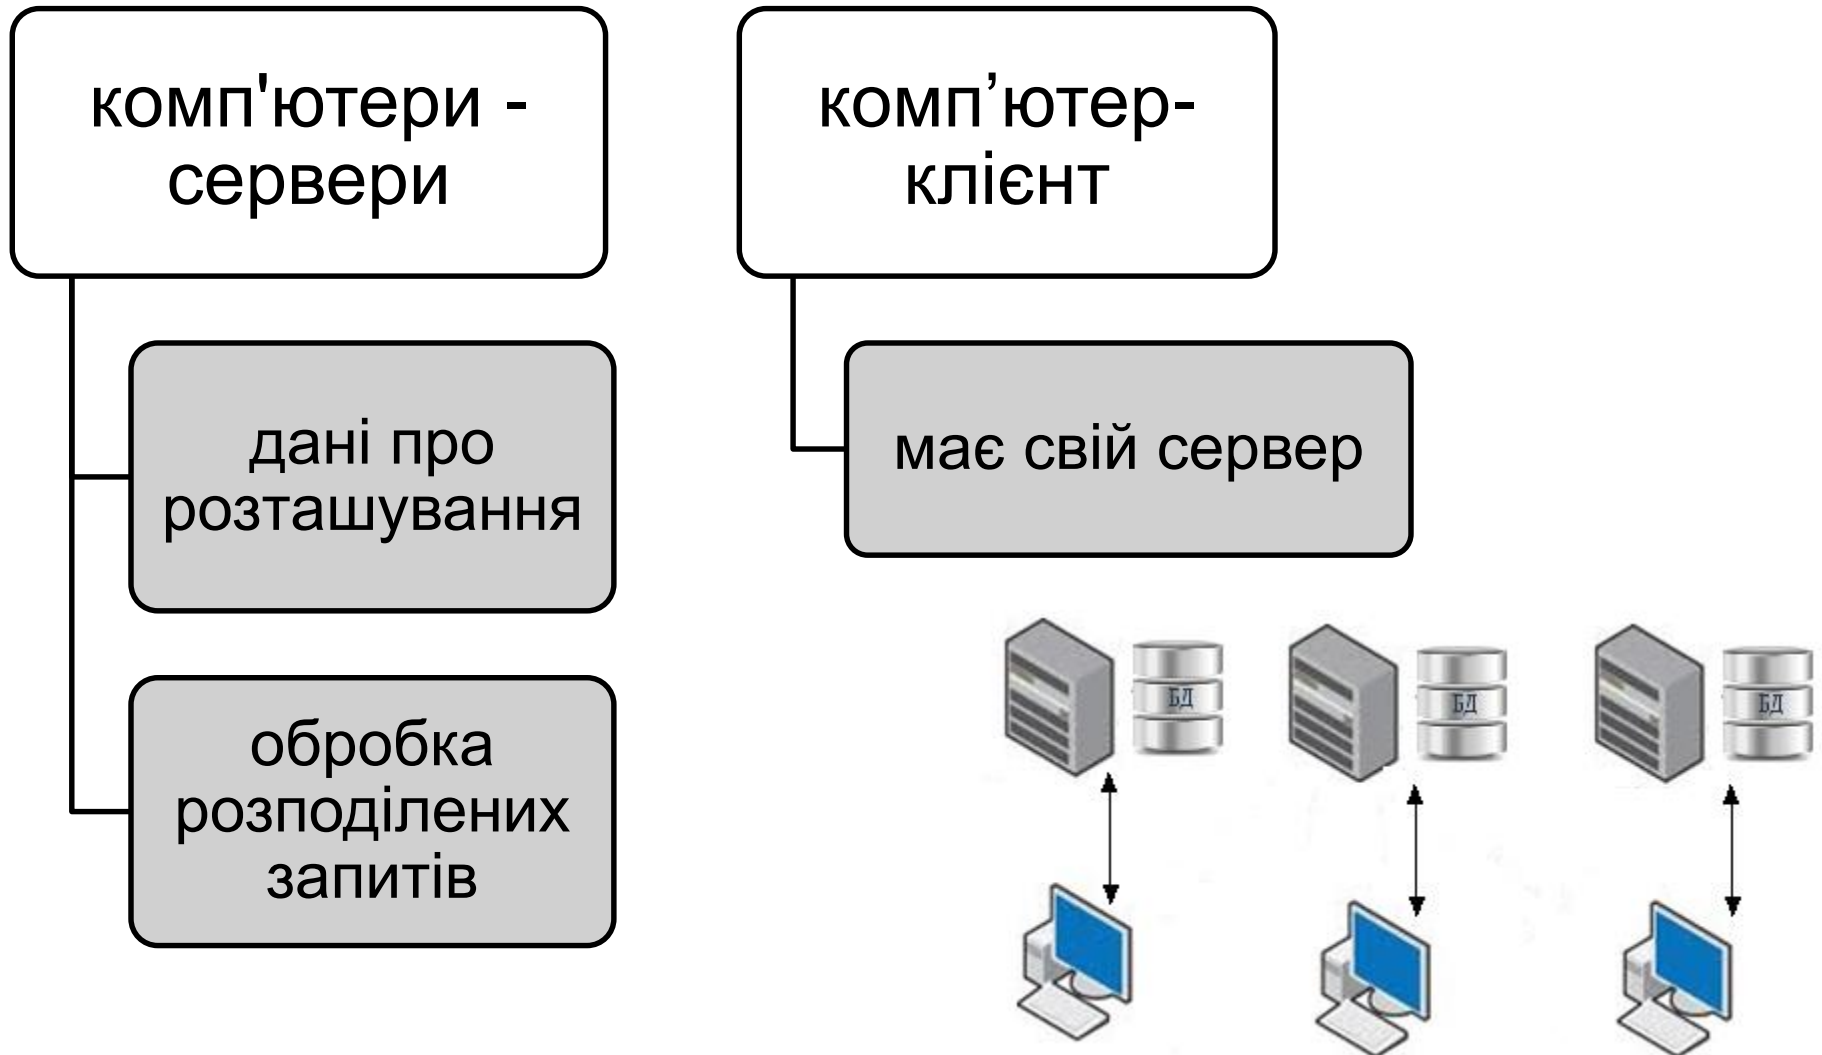 комп'ютери -
сервери
комп’ютер-
клієнт
дані про
розташування
має свій сервер
обробка
розподілених
запитів
БД
БД
БД